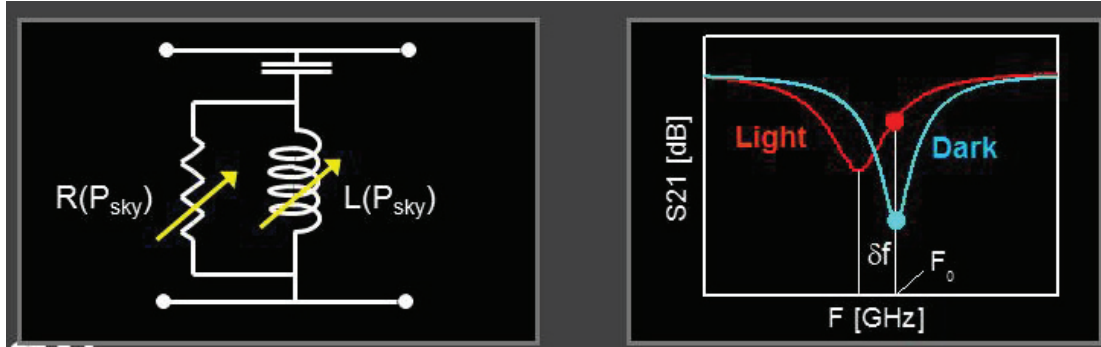 R(Psky)
L(Psky)
S21 [dB]
Light
Dark
δf
F0
F [GHz]